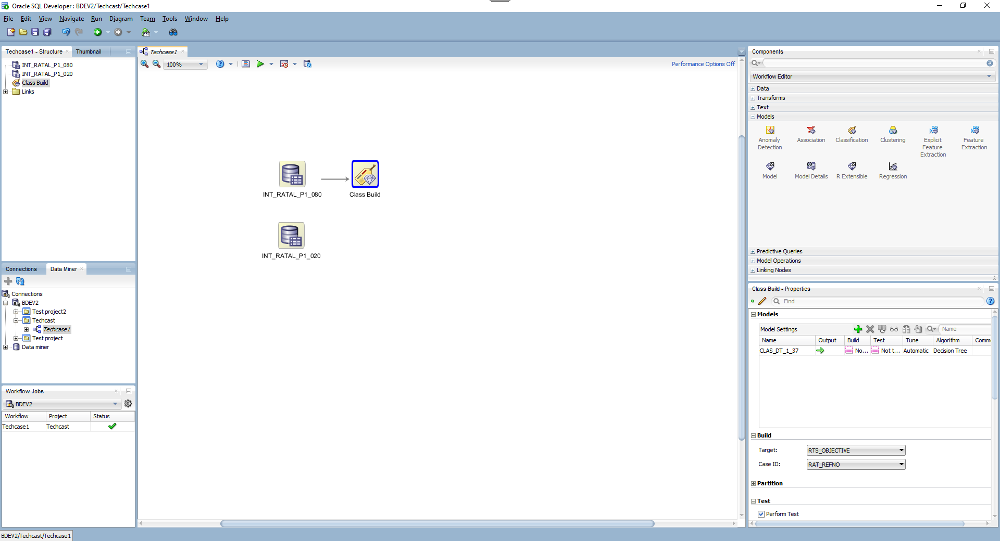 Oracle SQL Developer : BDEV2/Techcast/Techcase1
File Edit View Navigate Run Diagram Team Tools Window Help
Techcase1 - Structure
Thumbnail
INT_RATAL_P1_080
INT_RATAL_P1_020
Class Build
Links
Connections
Data Miner
Connections
BDEV2
Test project2
Techcast
Techcase1
Test project
Data miner
Workflow Jobs
BDEV2
Workflow Project Status
Techcase1 Techcast
BDEV2/Techcast/Techcase1
Techcase1
100%
Performance Options Off
INT_RATAL_P1_080
Class Build
INT_RATAL_P1_020
Components
Workflow Editor
Data
Transforms
Text
Models
Anomaly Detection
Association
Classification
Clustering
Explicit Feature Extraction
Feature Extraction
Model
Model Details
R Extensible
Regression
Predictive Queries
Model Operations
Linking Nodes
Class Build - Properties
Find
Models
Model Settings
Name
Name Output Build Test Tune Algorithm Comme
CLAS_DT_1_37 No... Not t... Automatic Decision Tree
Build
Target: RTS_OBJECTIVE
Case ID: RAT_REFNO
Partition
Test
Perform Test